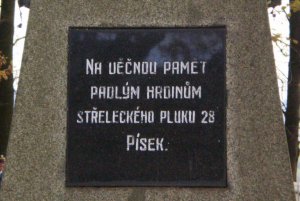 NA VĚČNOU PAMĚT
PADLÝM HRDINŮM
STŘELECKÉHO PLUKU 28
PÍSEK.